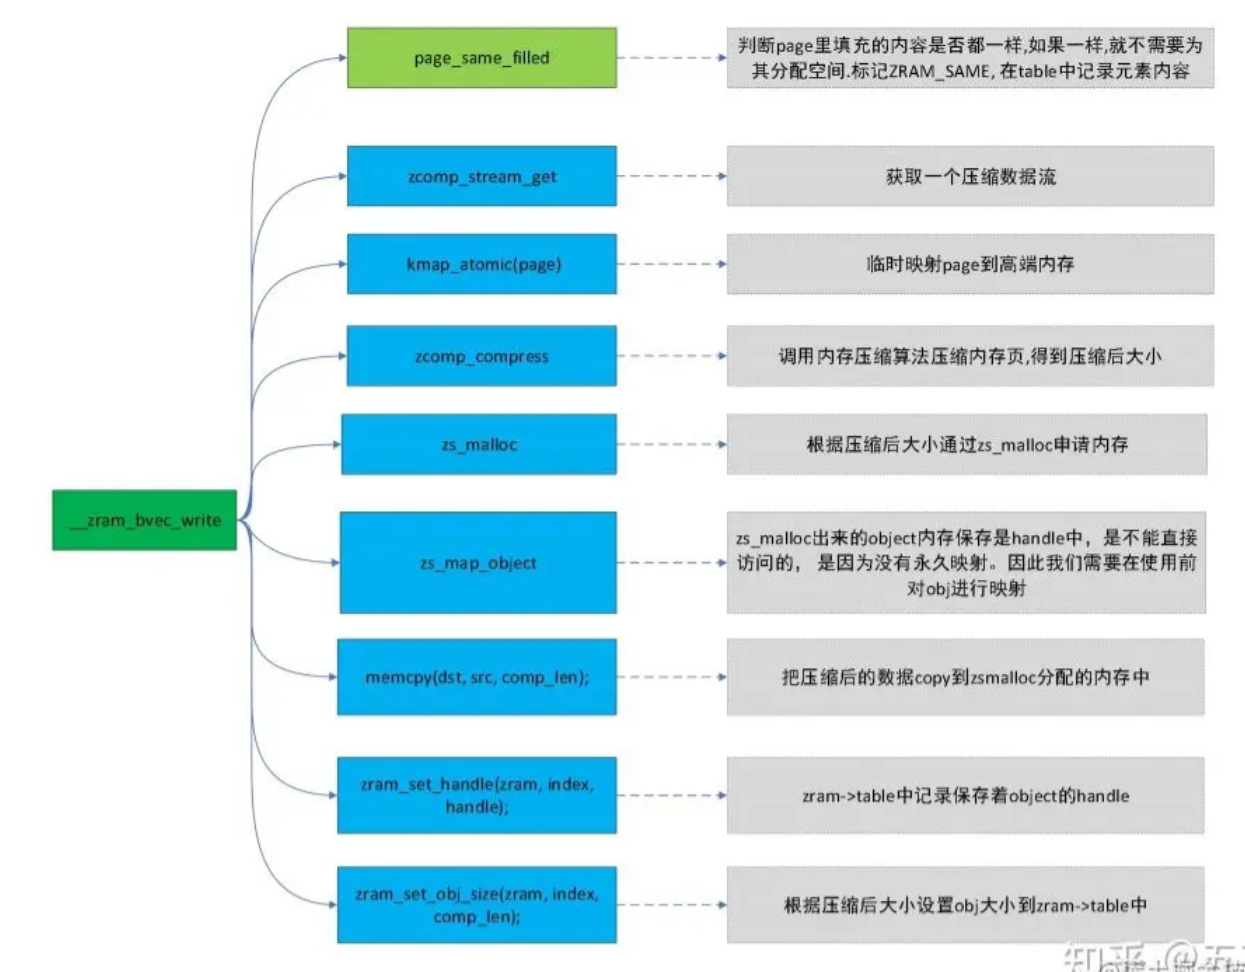 page_same_filled
判断page里填充的内容是否都一样,如果一样,就不需要为
其分配空间.标记ZRAM_SAME, 在table中记录元素内容
zcomp_stream_get
获取一个压缩数据流
kmap_atomic(page)
临时映射page到高端内存
zcomp_compress
调用内存压缩算法压缩内存页,得到压缩后大小
zs_malloc
根据压缩后大小通过zs_malloc申请内存
__zram_bvec_write
zs_map_object
zs_malloc出来的object内存保存是handle中，是不能直接
访问的， 是因为没有永久映射。因此我们需要在使用前
对obj进行映射
memcpy(dst, src, comp_len);
把压缩后的数据copy到zsmalloc分配的内存中
zram_set_handle(zram, index,
handle);
zram->table中记录保存着object的handle
zram_set_obj_size(zram, index,
comp_len);
根据压缩后大小设置obj大小到zram->table中
知乎